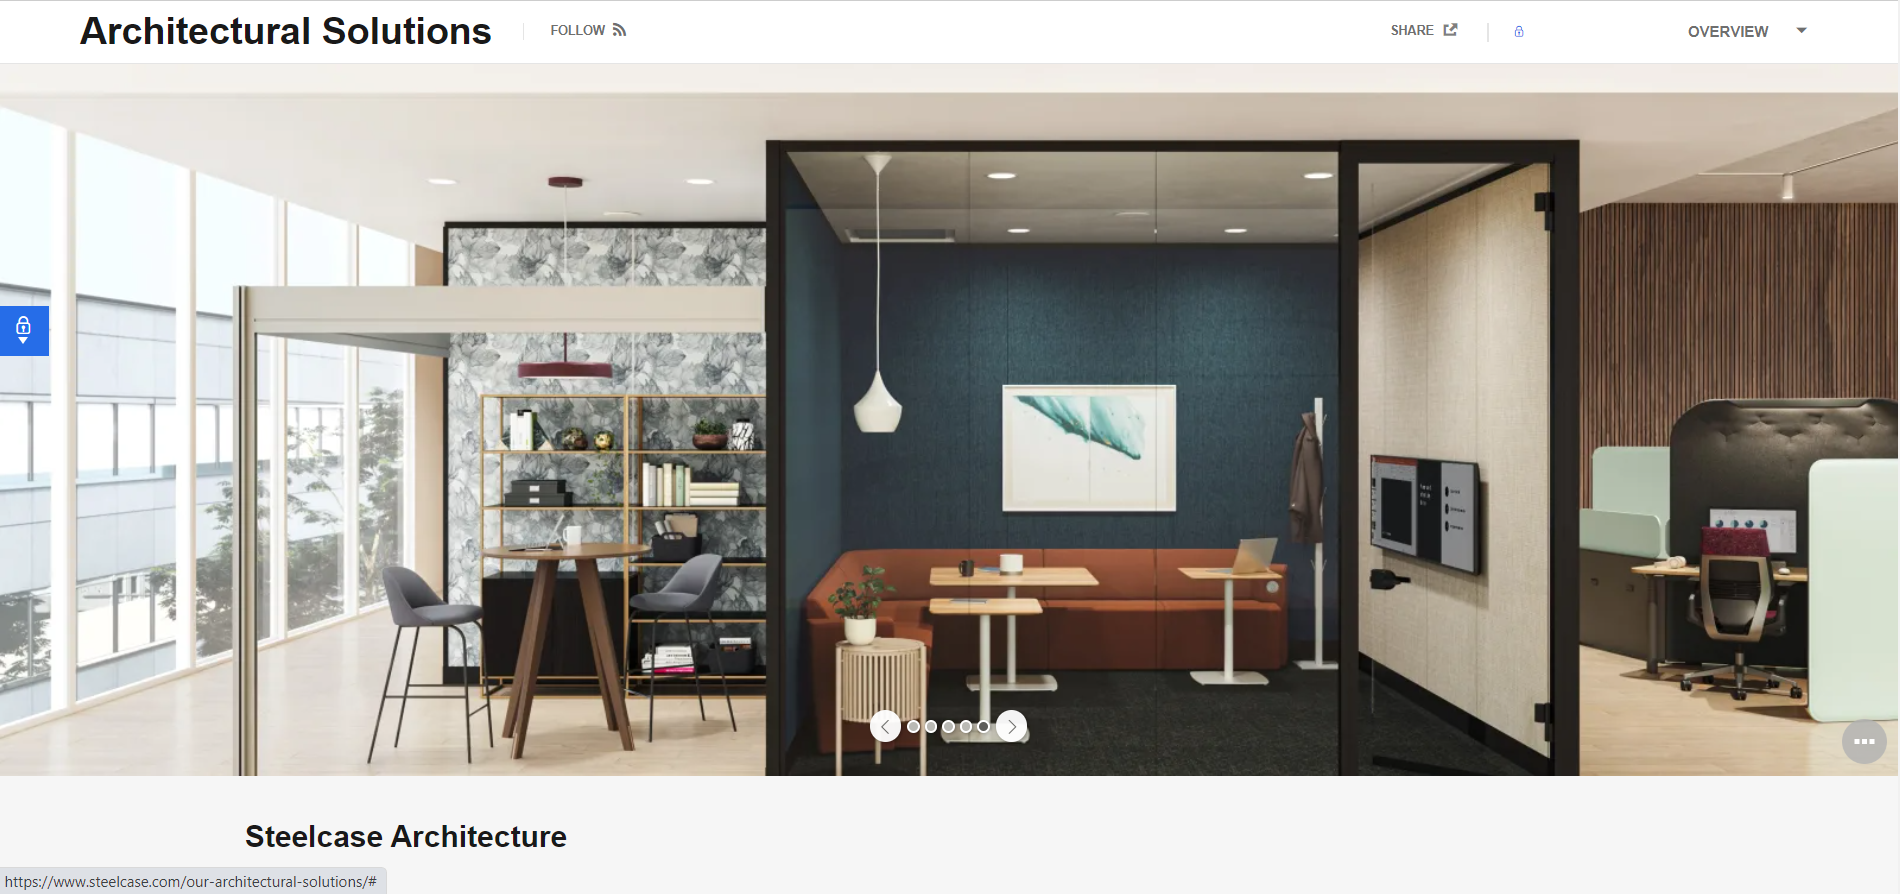 Architectural Solutions
FOLLOW
SHARE
OVERVIEW
Steelcase Architecture
https://www.steelcase.com/our-architectural-solutions/#